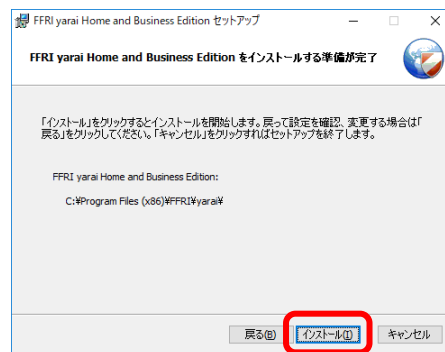 FFRI yarai Home and Business Edition セットアップ
FFRI yarai Home and Business Edition をインストールする準備が完了
「インストール」をクリックするとインストールを開始します。戻って設定を確認、変更する場合は「
戻る」をクリックしてください。「キャンセル」をクリックすればセットアップを終了します。
FFRI yarai Home and Business Edition:
C:¥Program Files (x86)¥FFRI¥yarai¥
戻る(B) インストール(I) キャンセル